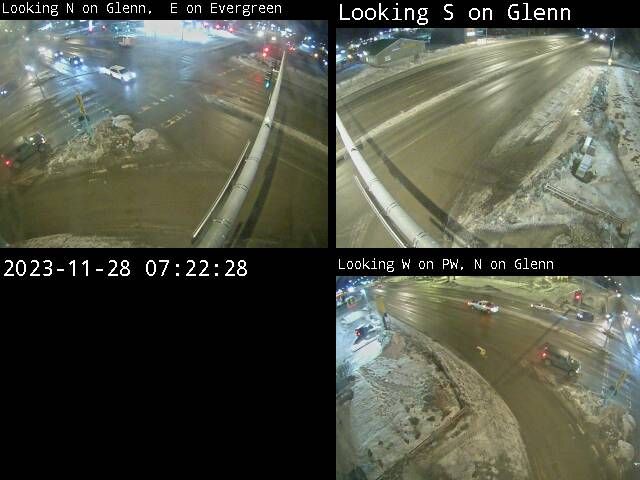 Looking N on Glenn, E on Evergreen
Looking S on Glenn
2023-11-28 07:22:28
Looking W on PW, N on Glenn